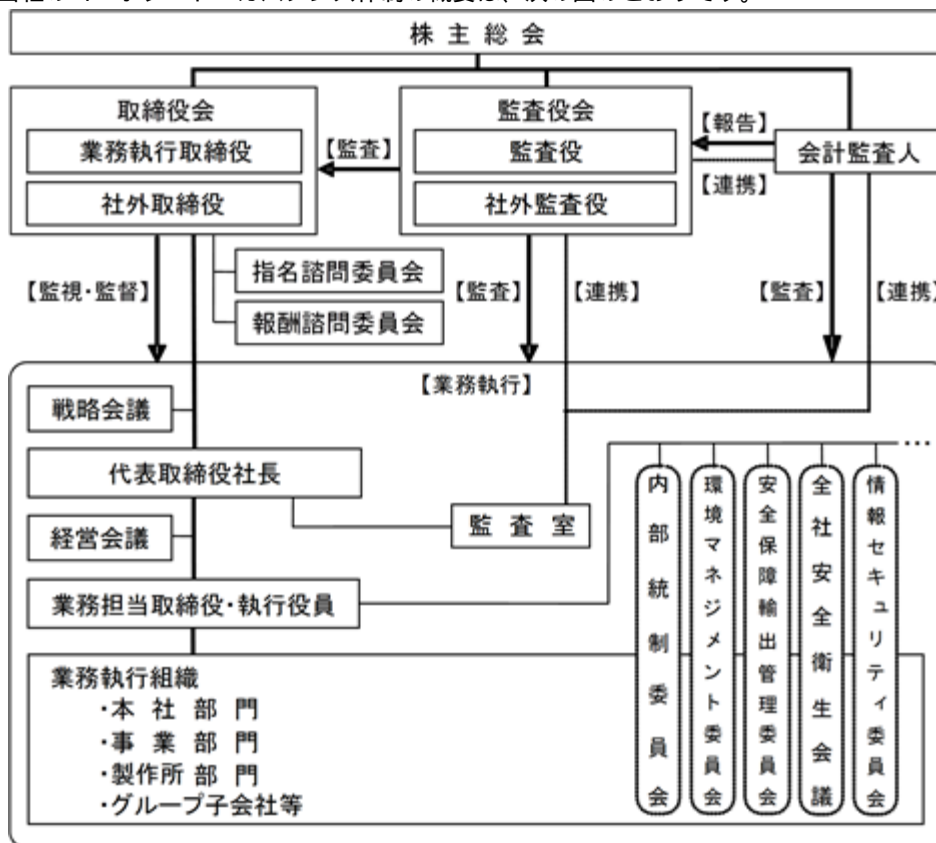 株主総会
取締役会
業務執行取締役
社外取締役
監査役会
監査役
社外監査役
会計監査人
【監査】
【報告】
【連携】
【監視・監督】
指名諮問委員会
報酬諮問委員会
【監査】
【連携】
【監査】
【連携】
【業務執行】
戦略会議
代表取締役社長
経営会議
監査室
業務担当取締役・執行役員
内部統制委員会
環境マネジメント委員会
安全保障輸出管理委員会
全社安全衛生会議
情報セキュリティ委員会
…
業務執行組織
・本社部門
・事業部門
・製作所部門
・グループ子会社等